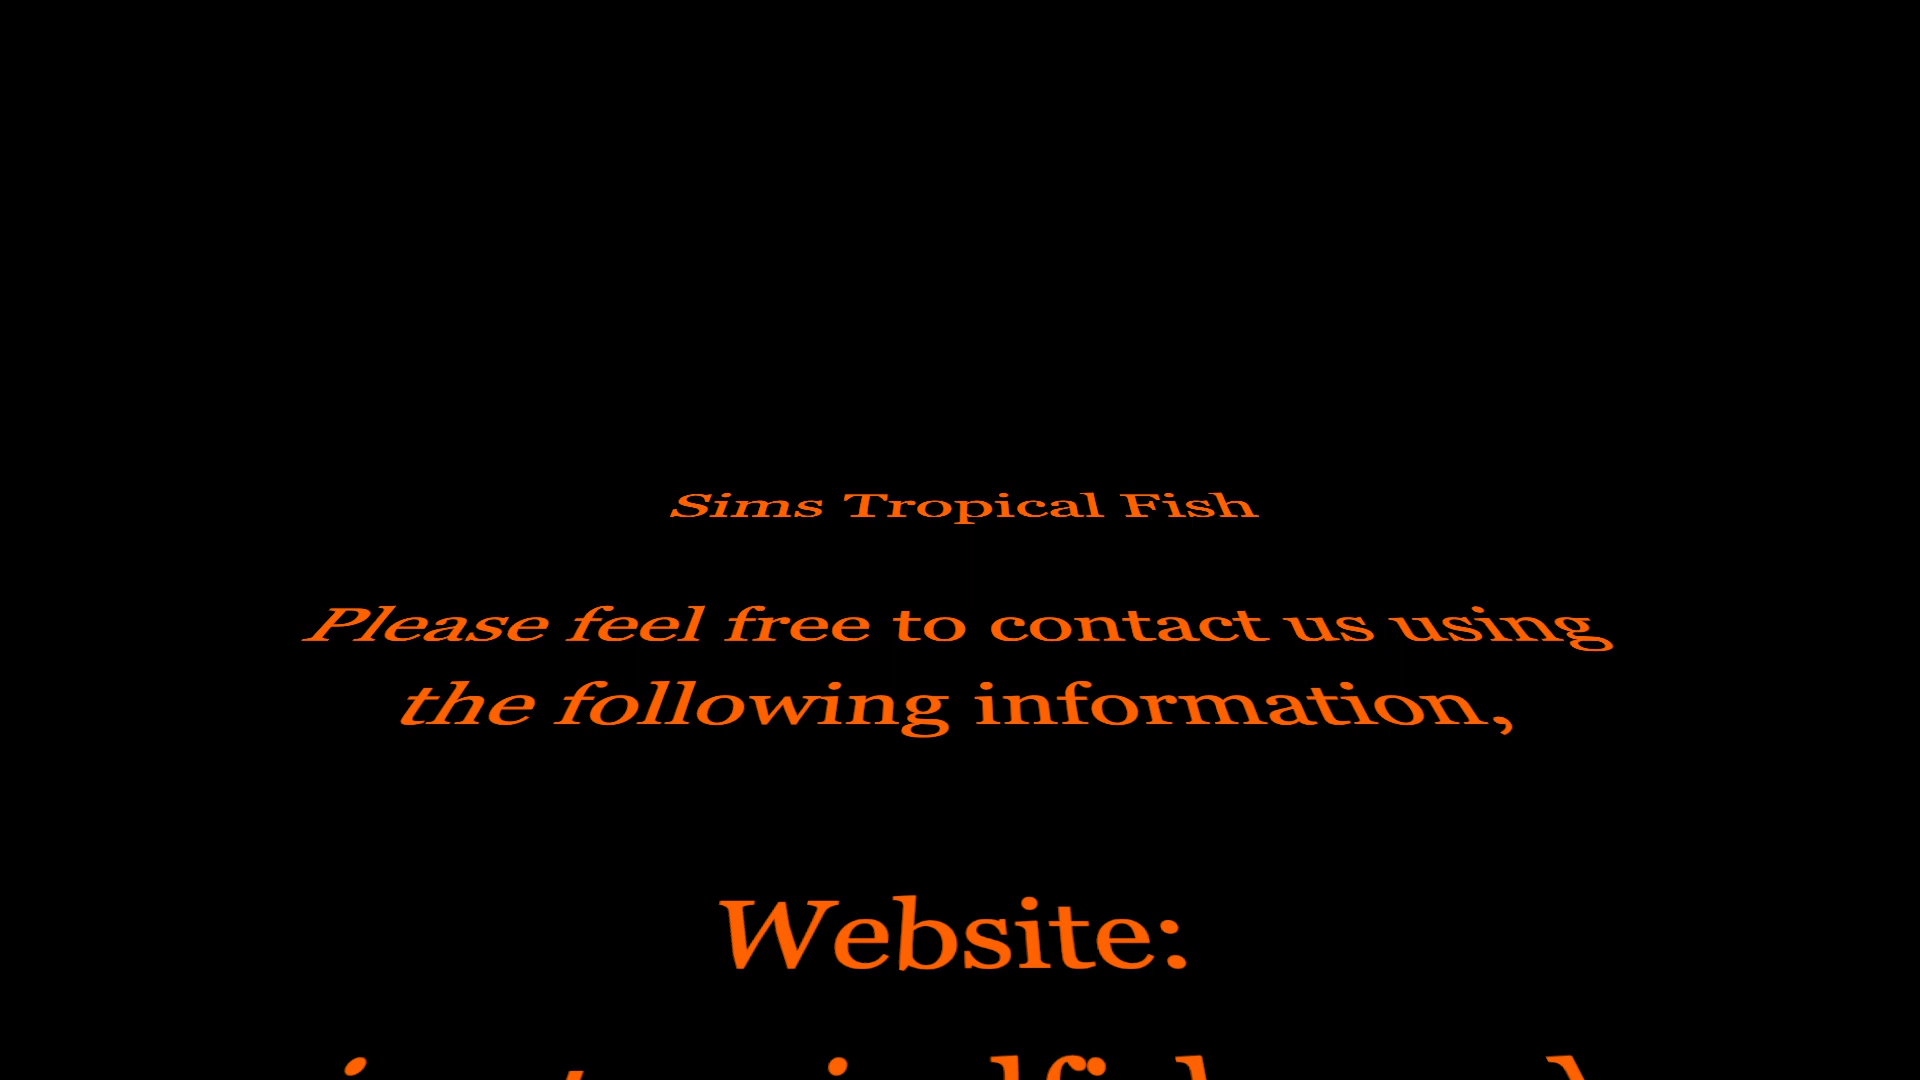 Sims Tropical Fish
Please feel free to contact us using
the following information,
Website: